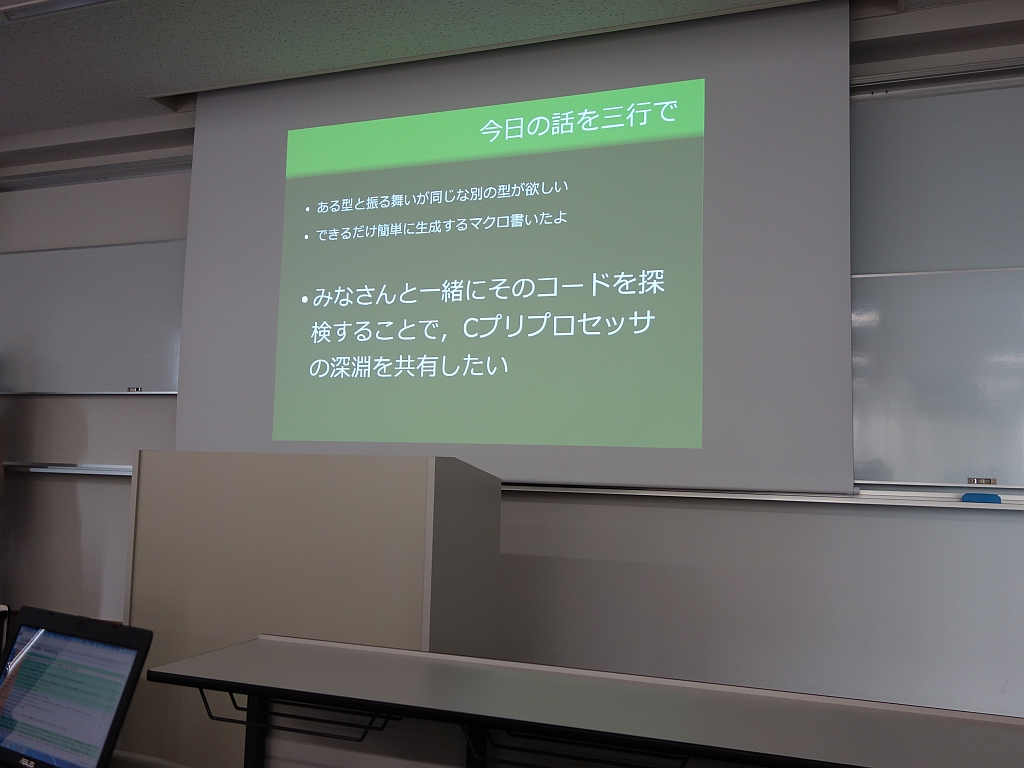 今日の話を三行で
• ある型と振る舞いが同じな別の型が欲しい
• できるだけ簡単に生成するマクロ書いたよ
• みなさんと一緒にそのコードを探
検することで，Cプリプロセッサ
の深淵を共有したい
ASUS